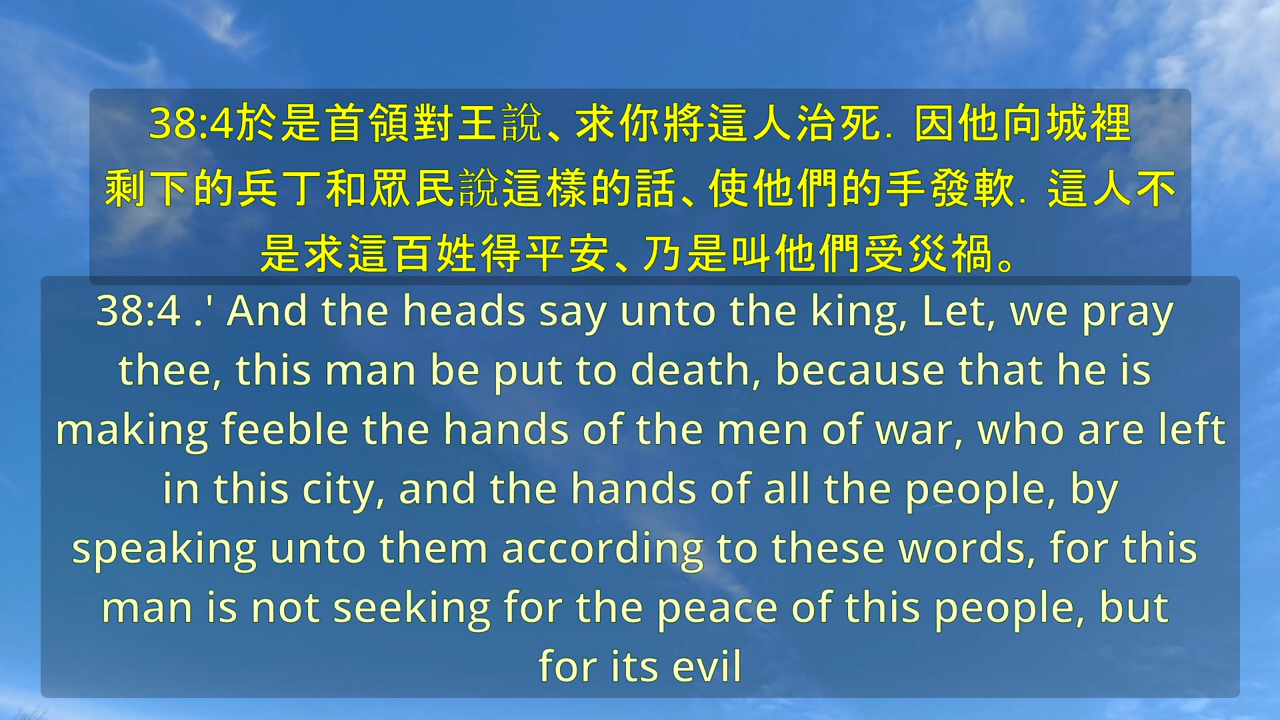 38:4於是首領對王說、求你將這人治死．因他向城裡
剩下的兵丁和眾民說這樣的話、使他們的手發軟．這人不
是求這百姓得平安、乃是叫他們受災禍。
38:4 .' And the heads say unto the king, Let, we pray
thee, this man be put to death, because that he is
making feeble the hands of the men of war, who are left
in this city, and the hands of all the people, by
speaking unto them according to these words, for this
man is not seeking for the peace of this people, but
for its evil